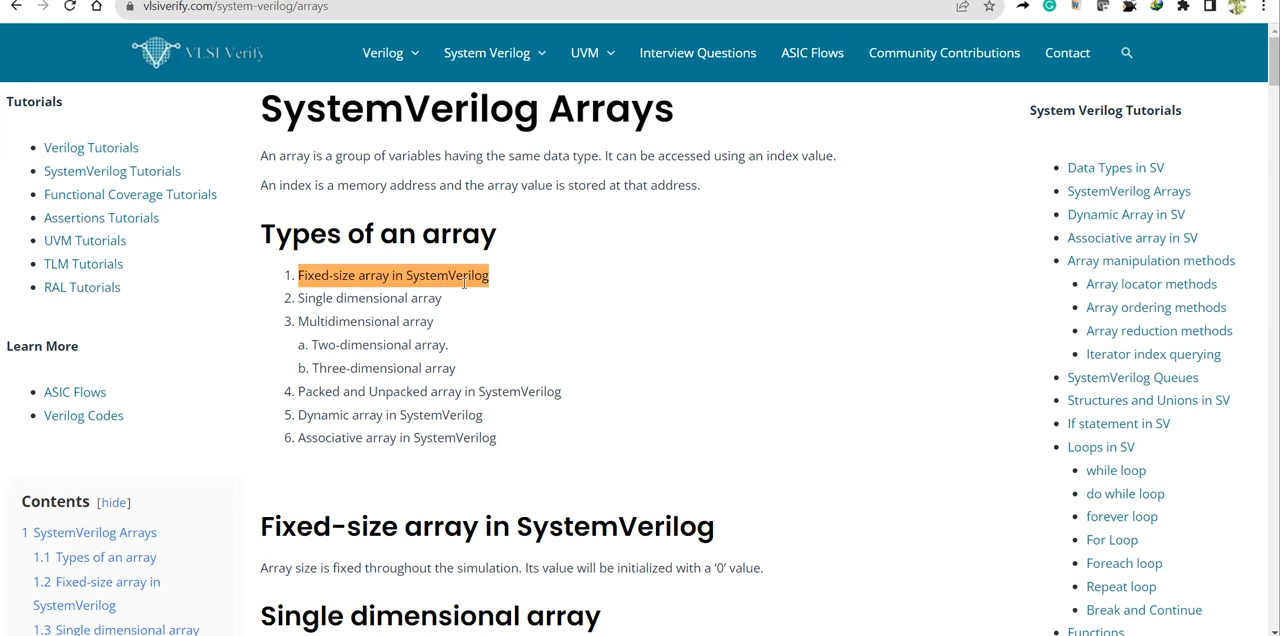 vlsiverify.com/system-verilog/arrays
VLSI Verify
Verilog
System Verilog
UVM
Interview Questions
ASIC Flows
Community Contributions
Contact
Tutorials
Verilog Tutorials
SystemVerilog Tutorials
Functional Coverage Tutorials
Assertions Tutorials
UVM Tutorials
TLM Tutorials
RAL Tutorials
Learn More
ASIC Flows
Verilog Codes
Contents [hide]
1 SystemVerilog Arrays
1.1 Types of an array
1.2 Fixed-size array in
SystemVerilog
1.3 Single dimensional array
SystemVerilog Arrays
An array is a group of variables having the same data type. It can be accessed using an index value.
An index is a memory address and the array value is stored at that address.
Types of an array
1. Fixed-size array in SystemVerilog
2. Single dimensional array
3. Multidimensional array
a. Two-dimensional array.
b. Three-dimensional array
4. Packed and Unpacked array in SystemVerilog
5. Dynamic array in SystemVerilog
6. Associative array in SystemVerilog
Fixed-size array in SystemVerilog
Array size is fixed throughout the simulation. Its value will be initialized with a ‘0’ value.
Single dimensional array
System Verilog Tutorials
Data Types in SV
SystemVerilog Arrays
Dynamic Array in SV
Associative array in SV
Array manipulation methods
Array locator methods
Array ordering methods
Array reduction methods
Iterator index querying
SystemVerilog Queues
Structures and Unions in SV
If statement in SV
Loops in SV
while loop
do while loop
forever loop
For Loop
Foreach loop
Repeat loop
Break and Continue
Functions